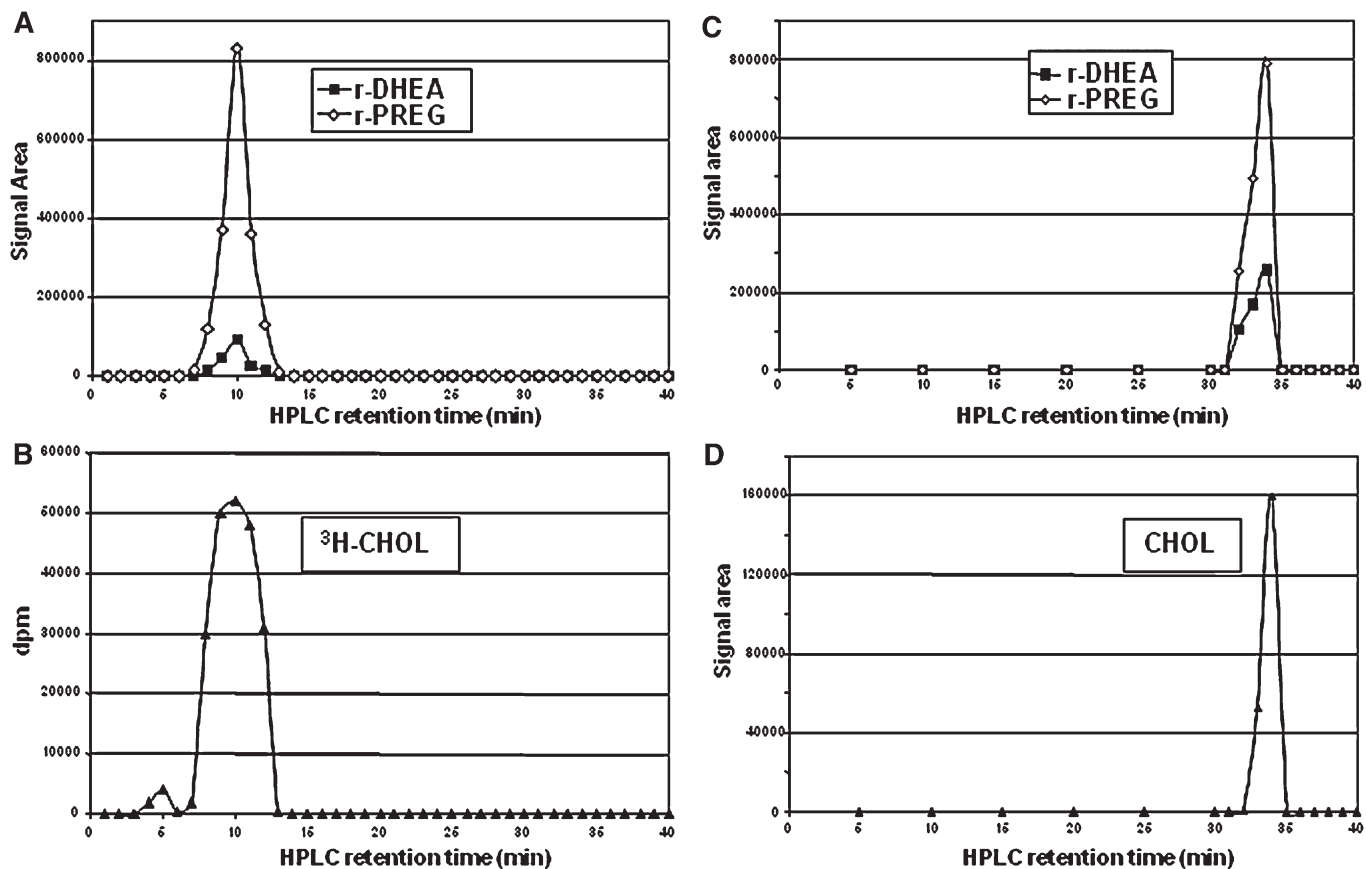 A
800000
600000
400000
200000
0
Signal Area
r-DHEA
r-PREG
0 5 10 15 20 25 30 35 40
HPLC retention time (min)
B
60000
50000
40000
30000
20000
10000
0
dpm
³H-CHOL
0 5 10 15 20 25 30 35 40
HPLC retention time (min)
C
800000
600000
400000
200000
0
Signal area
r-DHEA
r-PREG
0 5 10 15 20 25 30 35 40
HPLC retention time (min)
D
160000
120000
80000
40000
0
Signal area
CHOL
0 5 10 15 20 25 30 35 40
HPLC retention time (min)